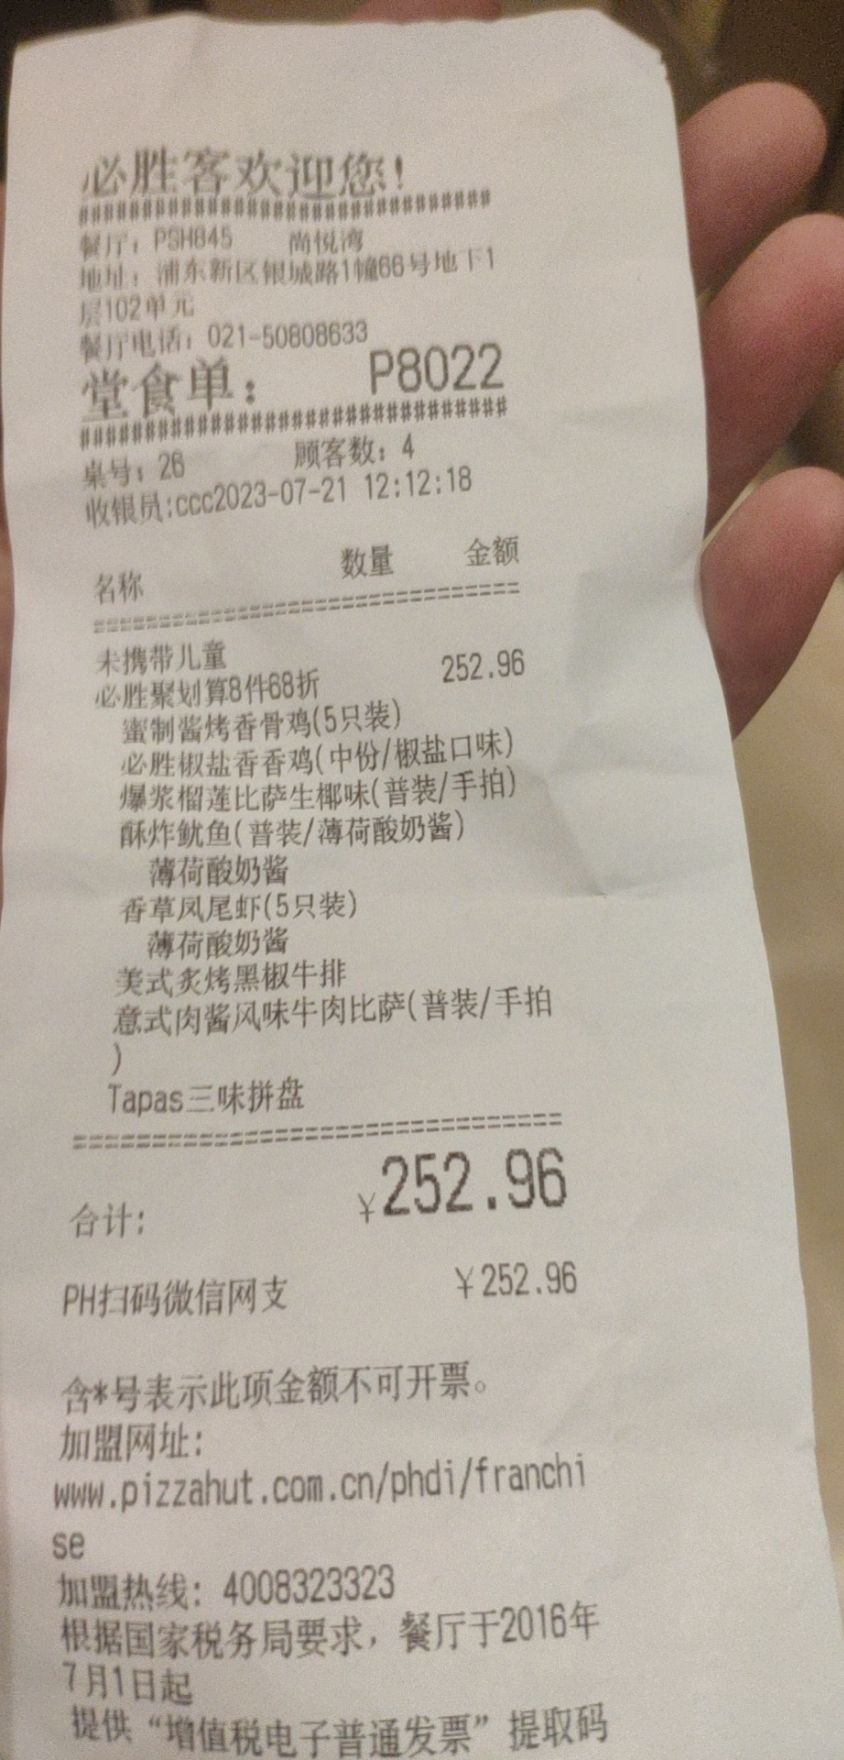 必胜客欢迎您!
######################################
餐厅: PSH845 尚悦湾
地址: 浦东新区银城路1幢66号地下1
层102单元
餐厅电话: 021-50808633
堂食单: P8022
######################################
桌号: 26 顾客数: 4
收银员:ccc2023-07-21 12:12:18
名称 数量 金额
================================
未携带儿童
必胜聚划算8件68折 252.96
蜜制酱烤香骨鸡(5只装)
必胜椒盐香香鸡(中份/椒盐口味)
爆浆榴莲比萨生椰味(普装/手拍)
酥炸鱿鱼(普装/薄荷酸奶酱)
薄荷酸奶酱
香草凤尾虾(5只装)
薄荷酸奶酱
美式炙烤黑椒牛排
意式肉酱风味牛肉比萨(普装/手拍
)
Tapas三味拼盘
================================
合计: ¥252.96
PH扫码微信网支 ¥252.96
含*号表示此项金额不可开票。
加盟网址:
www.pizzahut.com.cn/phdi/franchi
se
加盟热线: 4008323323
根据国家税务局要求，餐厅于2016年
7月1日起
提供“增值税电子普通发票”提取码